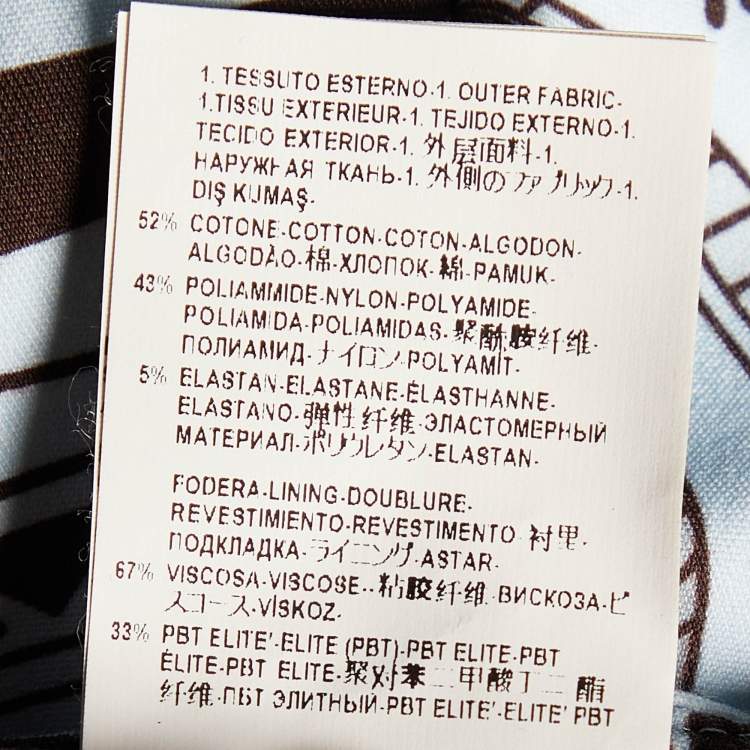 1. TESSUTO ESTERNO-1. OUTER FABRIC-
1.TISSU EXTERIEUR-1. TEJIDO EXTERNO-1.
TECIDO EXTERIOR-1. 外层面料-1.
НАРУЖНАЯ ТКАНЬ-1. 外側のファブリック-1.
DIŞ KUMAŞ-
52% COTONE-COTTON-COTON-ALGODON-
ALGODÃO-棉-ХЛОПОК-綿-PAMUK-
43% POLIAMMIDE-NYLON-POLYAMIDE-
POLIAMIDA-POLIAMIDAS-聚酰胺纤维-
ПОЛИАМИД-ナイロン-POLYAMIT-
5% ELASTAN-ELASTANE-ÉLASTHANNE-
ELASTANO-弹性纤维-ЭЛАСТОМЕРНЫЙ
МАТЕРИАЛ-ポリウレタン-ELASTAN-
FODERA-LINING-DOUBLURE-
REVESTIMIENTO-REVESTIMENTO-衬里-
ПОДКЛАДКА-ライニング-ASTAR-
67% VISCOSA-VISCOSE--粘胶纤维-ВИСКОЗА-ビ
スコース-VİSKOZ-
33% PBT ELITE'-ELITE (PBT)-PBT ELITE-PBT
ÉLITE-PBT ELITE-聚对苯二甲酸丁二酯
纤维-ПБТ ЭЛИТНЫЙ-PBT ELITE'-ELITE' PBT